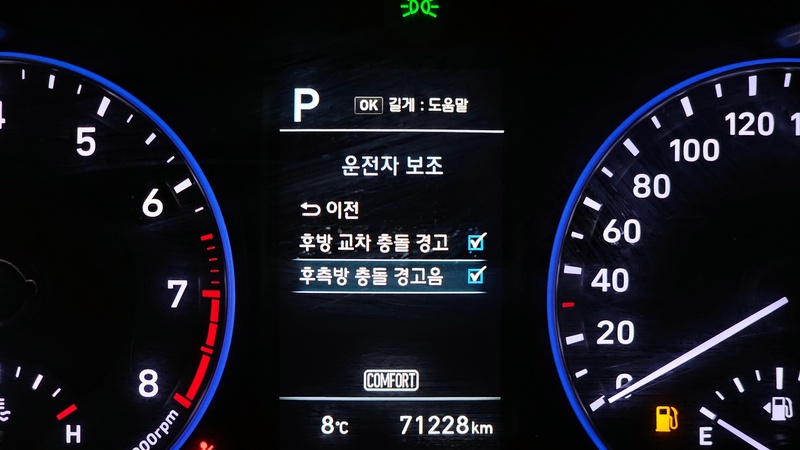 P OK 길게 : 도움말
운전자 보조
이전
후방 교차 충돌 경고
후측방 충돌 경고음
COMFORT
8℃ 71228km
5
6
7
8
H
120
100
80
60
40
20
0
E